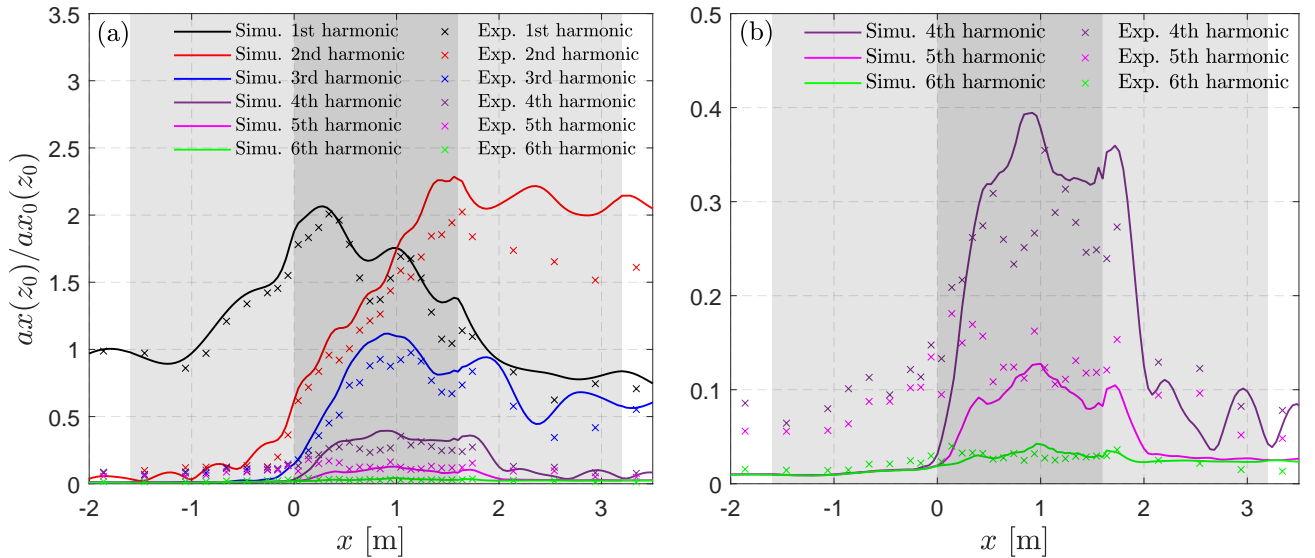 (a)
Simu. 1st harmonic Exp. 1st harmonic
Simu. 2nd harmonic Exp. 2nd harmonic
Simu. 3rd harmonic Exp. 3rd harmonic
Simu. 4th harmonic Exp. 4th harmonic
Simu. 5th harmonic Exp. 5th harmonic
Simu. 6th harmonic Exp. 6th harmonic
3.5
3
2.5
2
1.5
1
0.5
0
-2 -1 0 1 2 3
ax(z₀)/ax₀(z₀)
x [m]
(b)
Simu. 4th harmonic Exp. 4th harmonic
Simu. 5th harmonic Exp. 5th harmonic
Simu. 6th harmonic Exp. 6th harmonic
0.5
0.4
0.3
0.2
0.1
0
-2 -1 0 1 2 3
x [m]